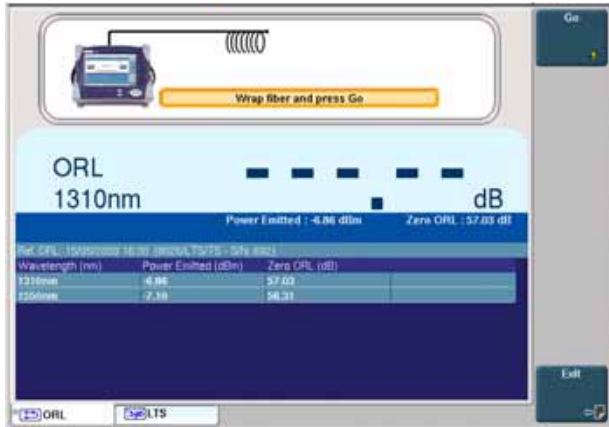 Go
Wrap fiber and press Go
ORL
1310nm
dB
Power Emitted : -6.86 dBm
Zero ORL : 57.03 dB
Wavelength (nm) Power Emitted (dBm) Zero ORL (dB)
1310nm -6.86 57.03
1550nm -7.10 56.31
Exit
ORL
LTS